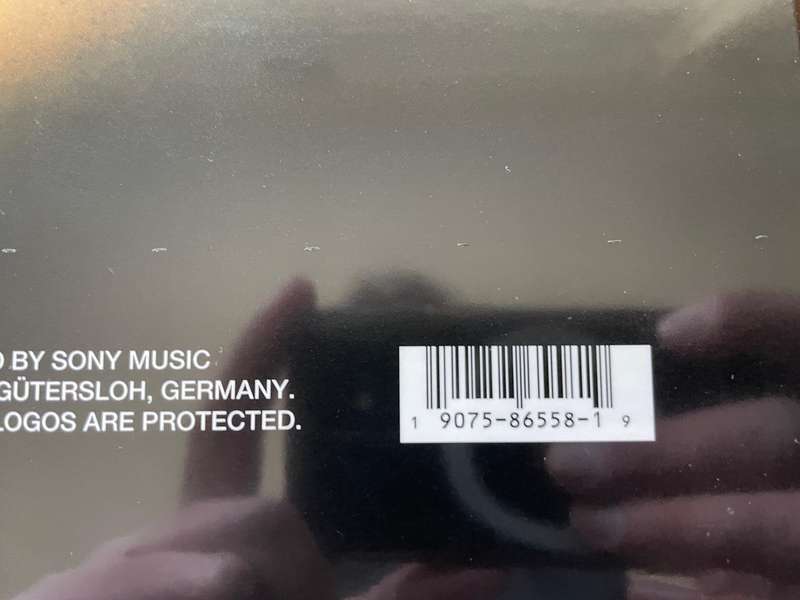 BY SONY MUSIC
GÜTERSLOH, GERMANY.
LOGOS ARE PROTECTED.
1 9075-86558-1 9